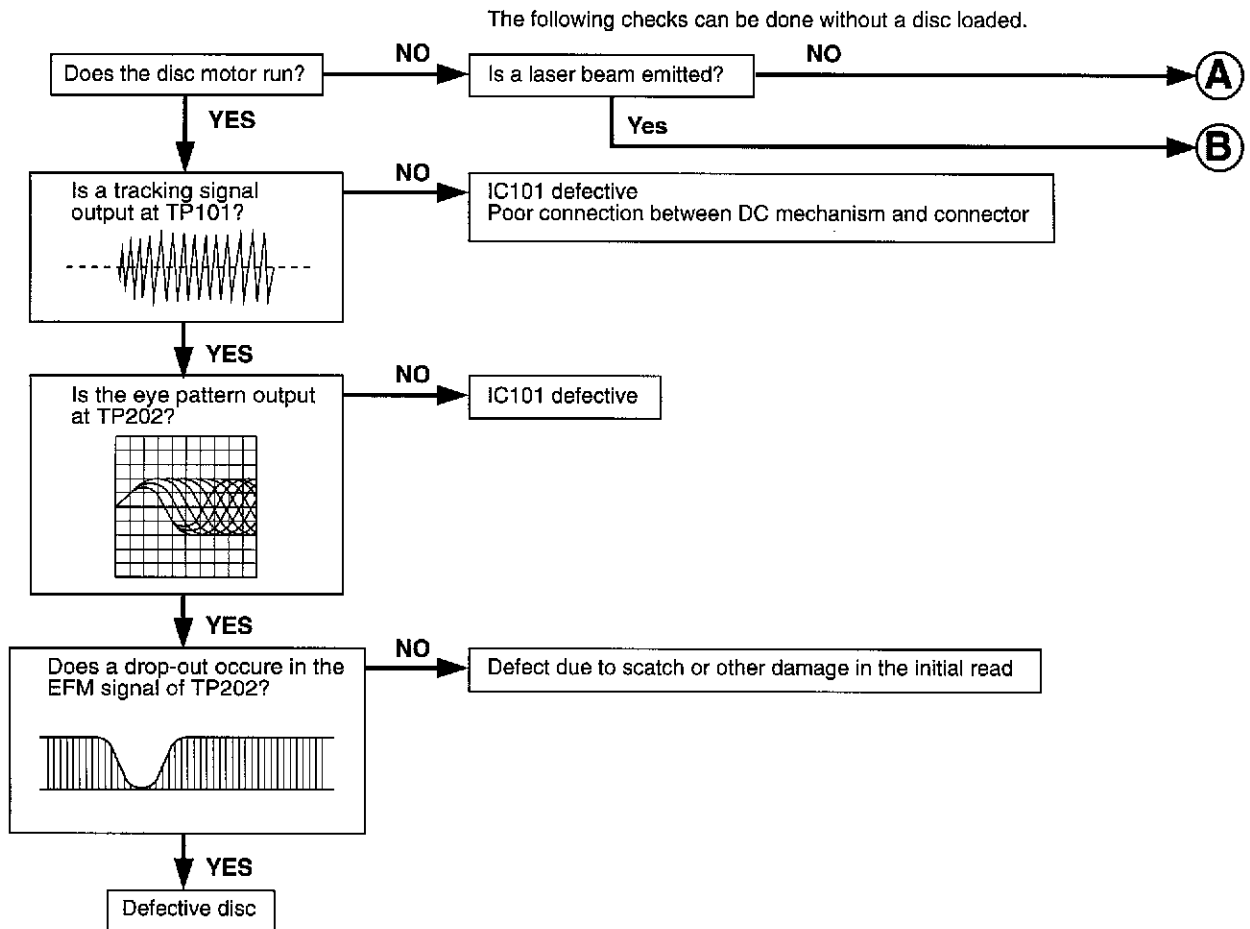 The following checks can be done without a disc loaded.
Does the disc motor run?
NO
Is a laser beam emitted?
NO
A
YES
Yes
B
Is a tracking signal
output at TP101?
NO
IC101 defective
Poor connection between DC mechanism and connector
YES
Is the eye pattern output
at TP202?
NO
IC101 defective
YES
Does a drop-out occure in the
EFM signal of TP202?
NO
Defect due to scatch or other damage in the initial read
YES
Defective disc